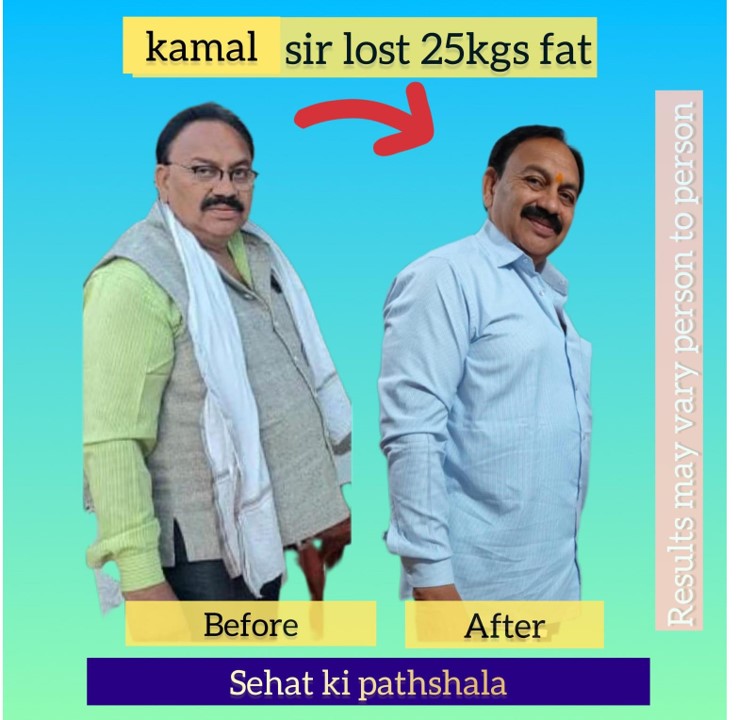 kamal sir lost 25kgs fat
Results may vary person to person
Before
After
Sehat ki pathshala